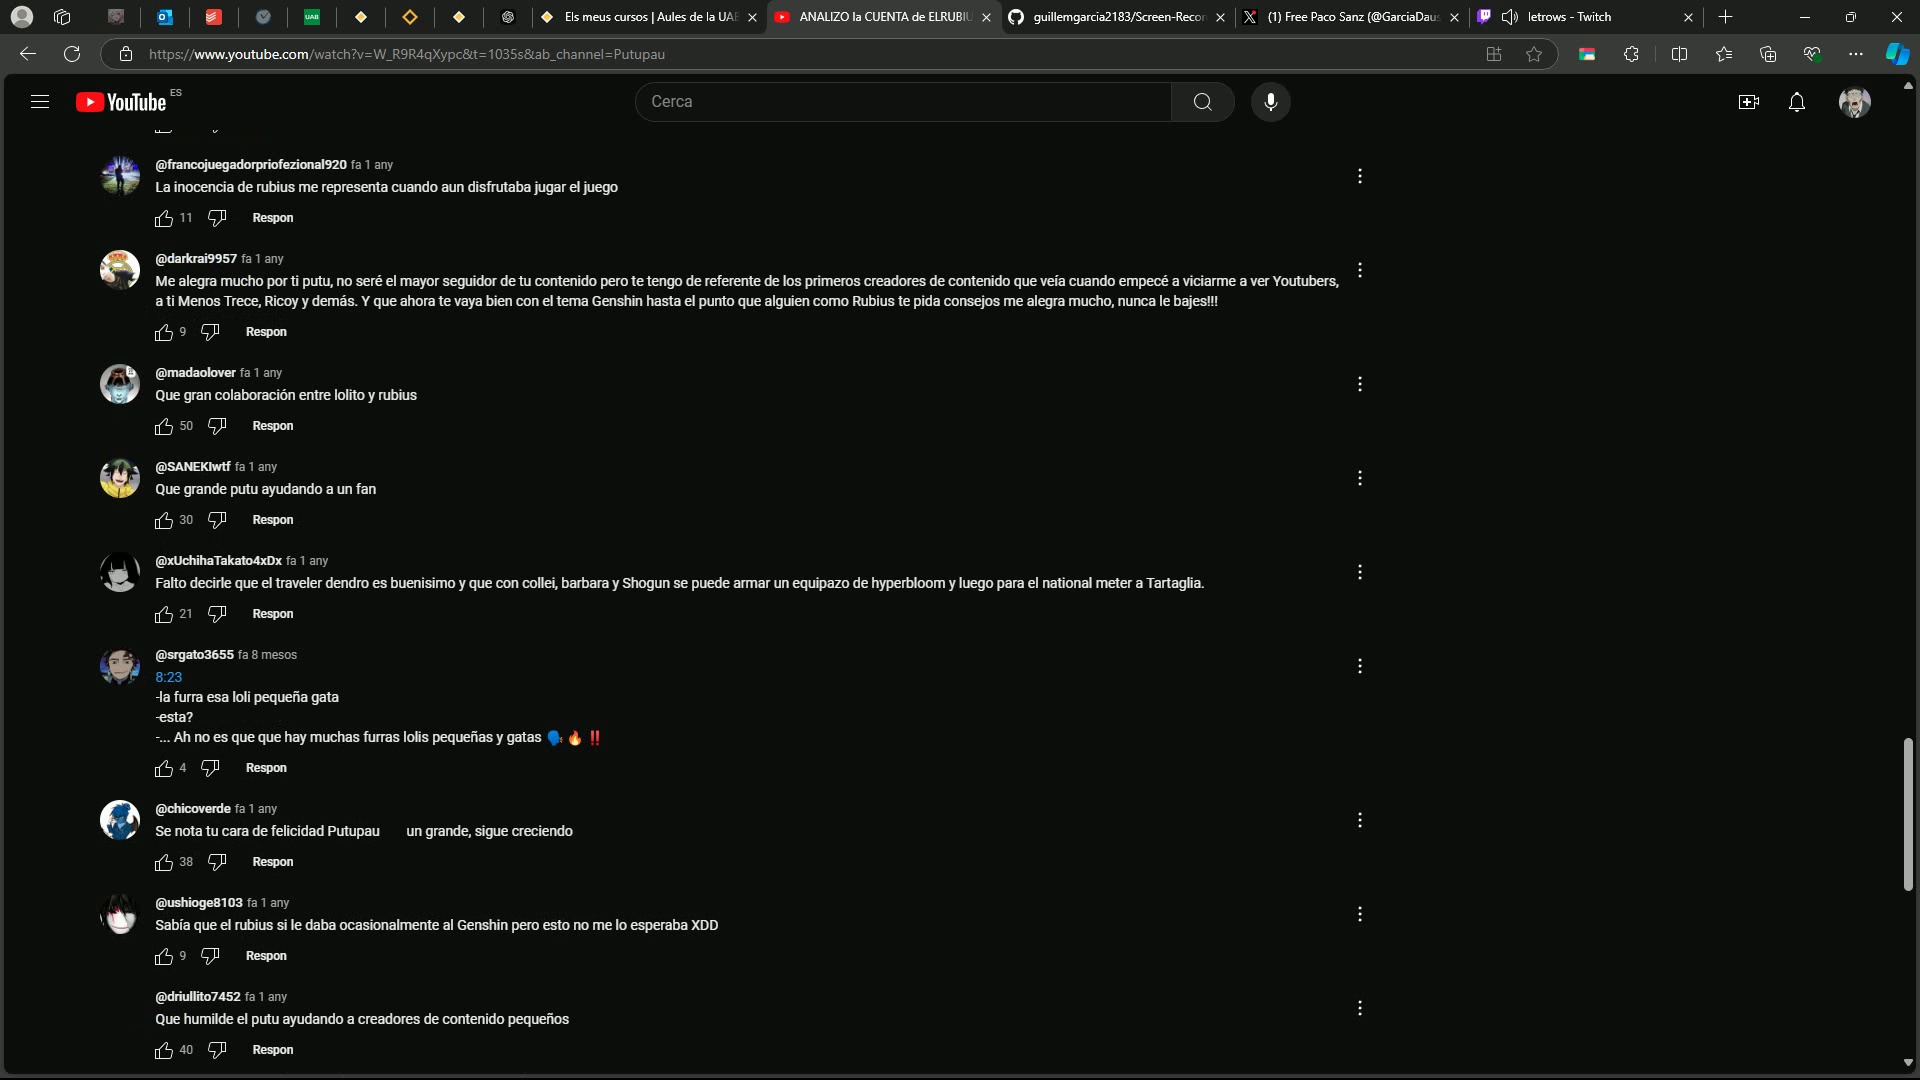 UAB
Els meus cursos | Aules de la UAB
ANALIZO la CUENTA de ELRUBIU
guillemgarcia2183/Screen-Recor
(1) Free Paco Sanz (@GarciaDaus
letrows - Twitch
https://www.youtube.com/watch?v=W_R9R4qXypc&t=1035s&ab_channel=Putupau
YouTube ES
Cerca
@francojuegadorpriofezional920 fa 1 any
La inocencia de rubius me representa cuando aun disfrutaba jugar el juego
11 Respon
@darkrai9957 fa 1 any
Me alegra mucho por ti putu, no seré el mayor seguidor de tu contenido pero te tengo de referente de los primeros creadores de contenido que veía cuando empecé a viciarme a ver Youtubers,
a ti Menos Trece, Ricoy y demás. Y que ahora te vaya bien con el tema Genshin hasta el punto que alguien como Rubius te pida consejos me alegra mucho, nunca le bajes!!!
9 Respon
@madaolover fa 1 any
Que gran colaboración entre lolito y rubius
50 Respon
@SANEKIwtf fa 1 any
Que grande putu ayudando a un fan
30 Respon
@xUchihaTakato4xDx fa 1 any
Falto decirle que el traveler dendro es buenisimo y que con collei, barbara y Shogun se puede armar un equipazo de hyperbloom y luego para el national meter a Tartaglia.
21 Respon
@srgato3655 fa 8 mesos
8:23
-la furra esa loli pequeña gata
-esta?
-... Ah no es que que hay muchas furras lolis pequeñas y gatas 🗣️🔥‼️
4 Respon
@chicoverde fa 1 any
Se nota tu cara de felicidad Putupau un grande, sigue creciendo
38 Respon
@ushioge8103 fa 1 any
Sabía que el rubius si le daba ocasionalmente al Genshin pero esto no me lo esperaba XDD
9 Respon
@driullito7452 fa 1 any
Que humilde el putu ayudando a creadores de contenido pequeños
40 Respon